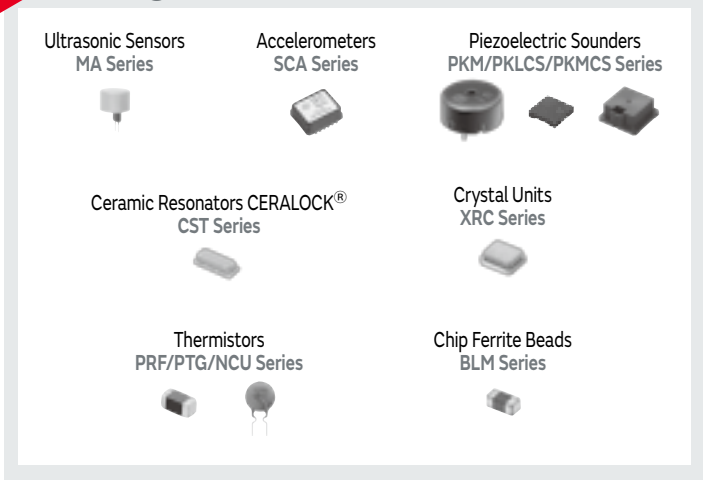 Ultrasonic Sensors
MA Series
Accelerometers
SCA Series
Piezoelectric Sounders
PKM/PKLCS/PKMCS Series
Ceramic Resonators CERALOCK®
CST Series
Crystal Units
XRC Series
Thermistors
PRF/PTG/NCU Series
Chip Ferrite Beads
BLM Series